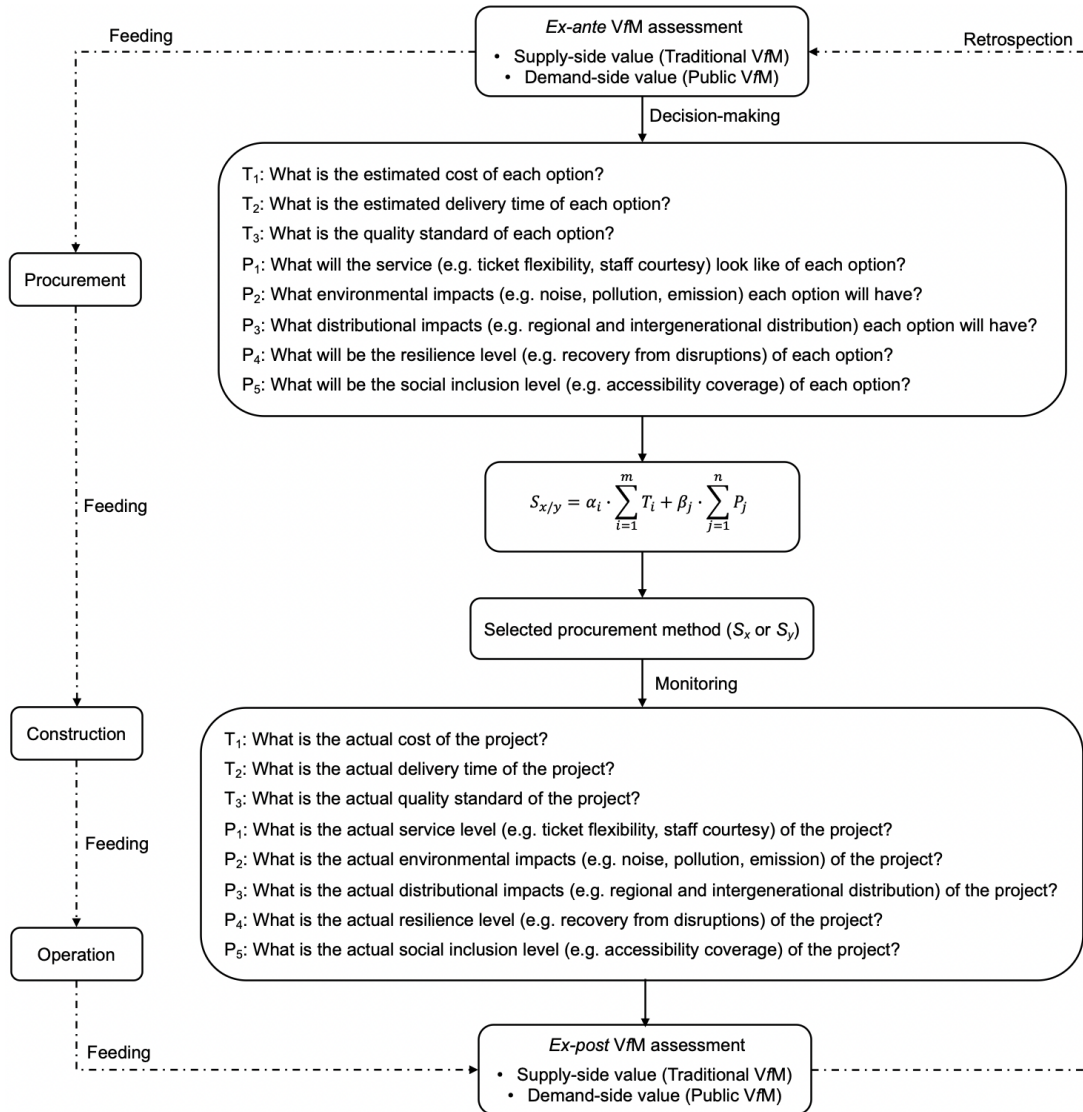 Feeding
Ex-ante VfM assessment
• Supply-side value (Traditional VfM)
• Demand-side value (Public VfM)
Retrospection
Decision-making
T₁: What is the estimated cost of each option?
T₂: What is the estimated delivery time of each option?
T₃: What is the quality standard of each option?
P₁: What will the service (e.g. ticket flexibility, staff courtesy) look like of each option?
P₂: What environmental impacts (e.g. noise, pollution, emission) each option will have?
P₃: What distributional impacts (e.g. regional and intergenerational distribution) each option will have?
P₄: What will be the resilience level (e.g. recovery from disruptions) of each option?
P₅: What will be the social inclusion level (e.g. accessibility coverage) of each option?
Procurement
Feeding
Sx/y = αi · ∑i=1m Ti + βj · ∑j=1n Pj
Selected procurement method (Sx or Sy)
Monitoring
Construction
T₁: What is the actual cost of the project?
T₂: What is the actual delivery time of the project?
T₃: What is the actual quality standard of the project?
P₁: What is the actual service level (e.g. ticket flexibility, staff courtesy) of the project?
P₂: What is the actual environmental impacts (e.g. noise, pollution, emission) of the project?
P₃: What is the actual distributional impacts (e.g. regional and intergenerational distribution) of the project?
P₄: What is the actual resilience level (e.g. recovery from disruptions) of the project?
P₅: What is the actual social inclusion level (e.g. accessibility coverage) of the project?
Feeding
Operation
Feeding
Ex-post VfM assessment
• Supply-side value (Traditional VfM)
• Demand-side value (Public VfM)